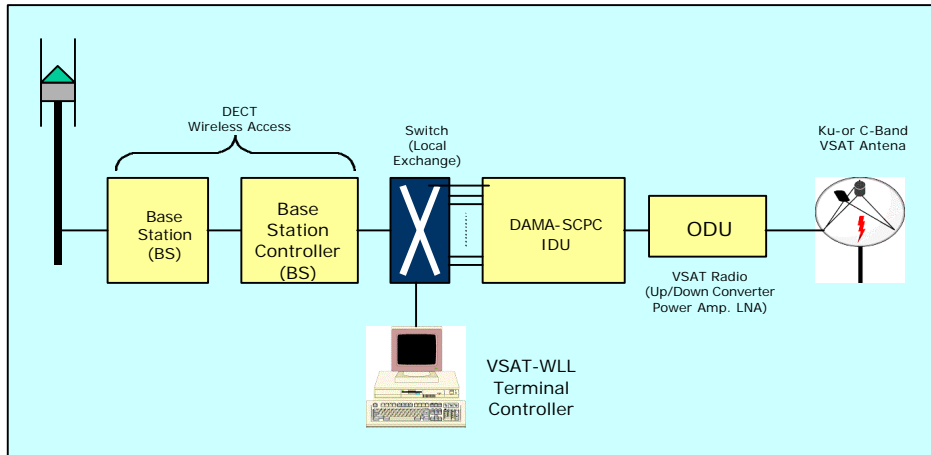 DECT
Wireless Access
Switch
(Local
Exchange)
Ku-or C-Band
VSAT Antena
Base
Station
(BS)
Base
Station
Controller
(BS)
DAMA-SCPC
IDU
ODU
VSAT Radio
(Up/Down Converter
Power Amp. LNA)
VSAT-WLL
Terminal
Controller